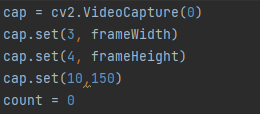 cap = cv2.VideoCapture(0)
cap.set(3, frameWidth)
cap.set(4, frameHeight)
cap.set(10,150)
count = 0